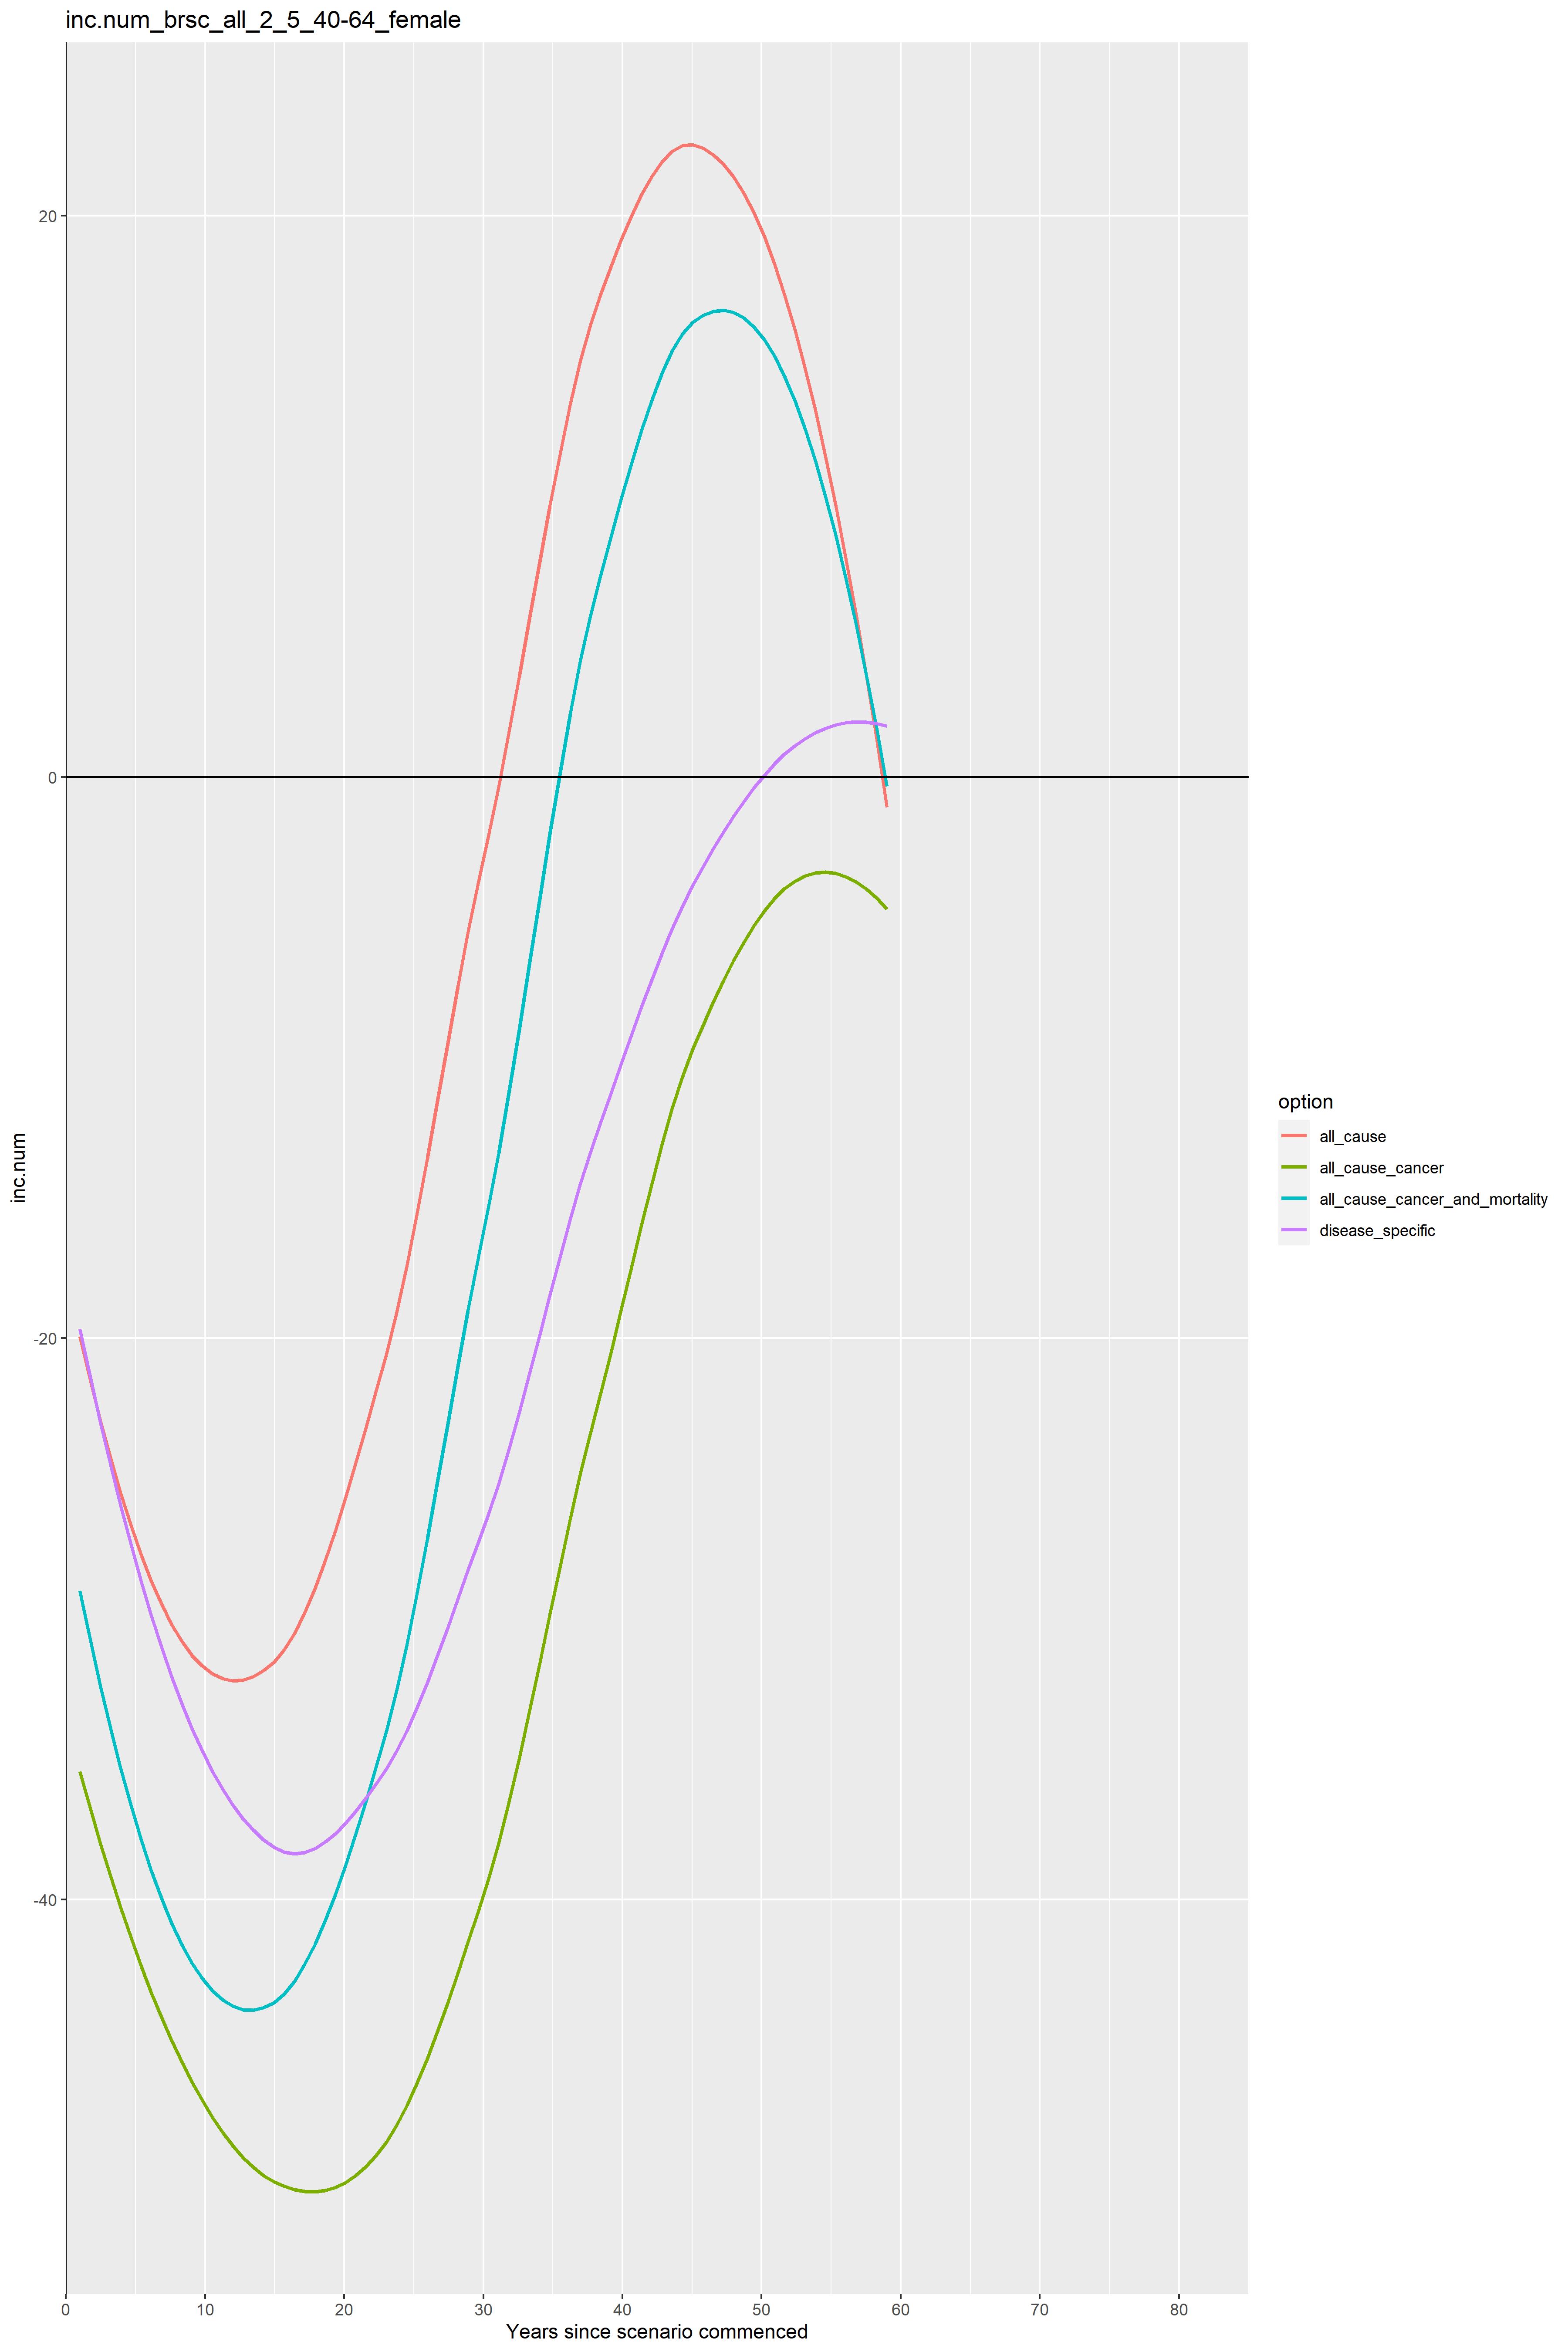 inc.num_brsc_all_2_5_40-64_female
20
0
-20
-40
inc.num
0 10 20 30 40 50 60 70 80
Years since scenario commenced
option
all_cause
all_cause_cancer
all_cause_cancer_and_mortality
disease_specific